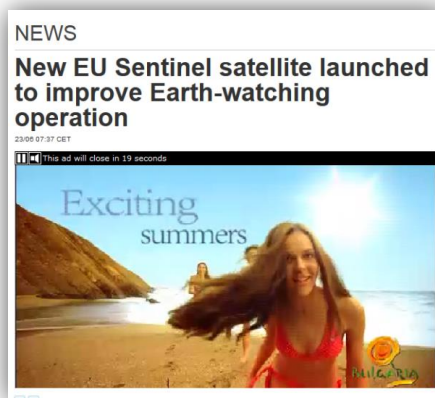 NEWS
New EU Sentinel satellite launched
to improve Earth-watching
operation
23/06 07:37 CET
This ad will close in 19 seconds
Exciting
summers
BULGARIA